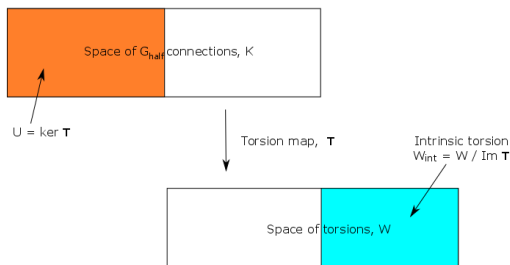 Space of G_half connections, K
U = ker T
Torsion map, T
Intrinsic torsion
W_int = W / Im T
Space of torsions, W